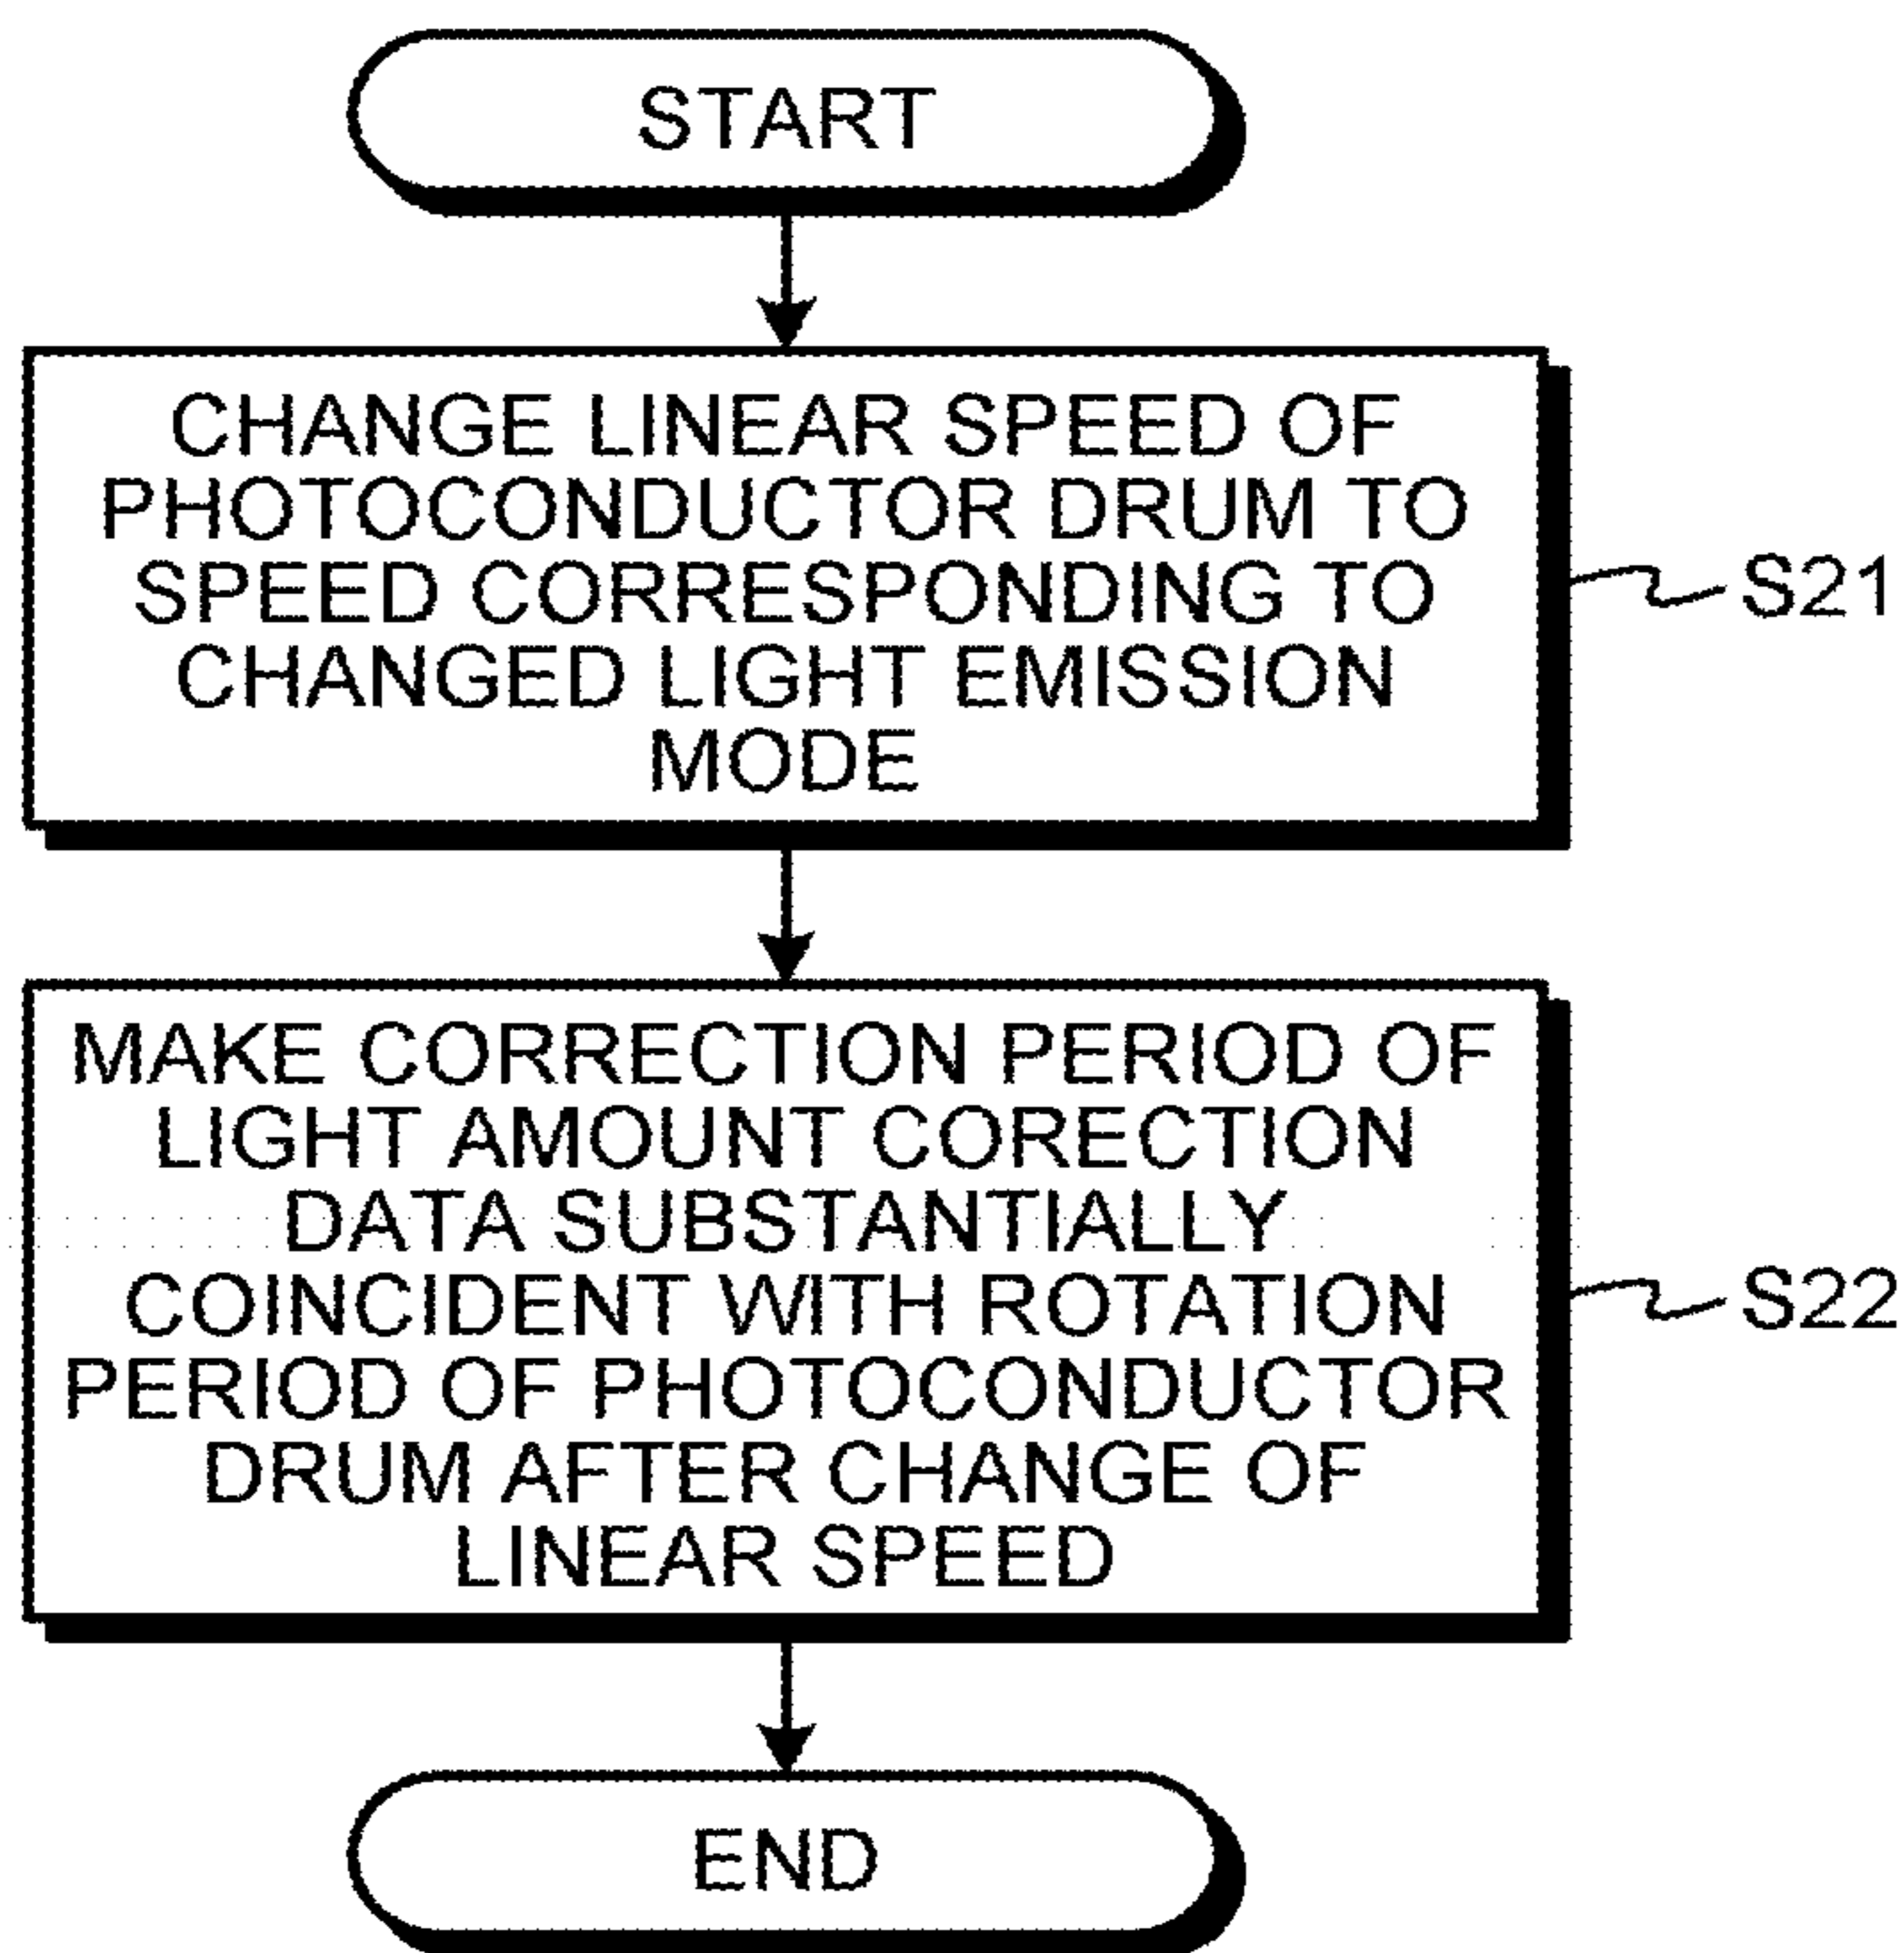 START
CHANGE LINEAR SPEED OF
PHOTOCONDUCTOR DRUM TO
SPEED CORRESPONDING TO
CHANGED LIGHT EMISSION
MODE
S21
MAKE CORRECTION PERIOD OF
LIGHT AMOUNT CORECTION
DATA SUBSTANTIALLY
COINCIDENT WITH ROTATION
PERIOD OF PHOTOCONDUCTOR
DRUM AFTER CHANGE OF
LINEAR SPEED
S22
END